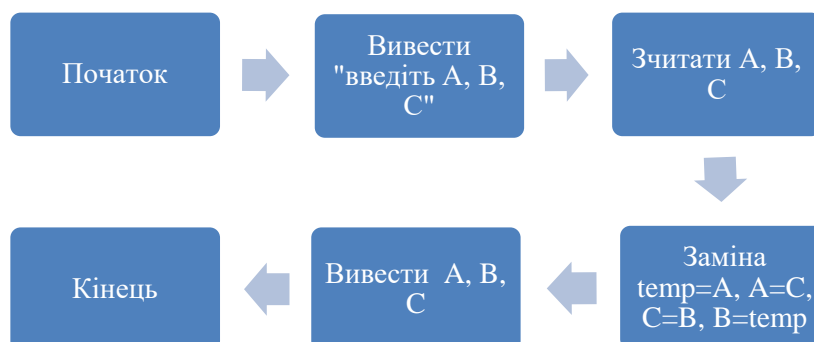 Початок
Вивести
"введіть А, В,
С"
Зчитати А, В,
С
Заміна
temp=A, A=C,
C=B, B=temp
Вивести А, В,
С
Кінець